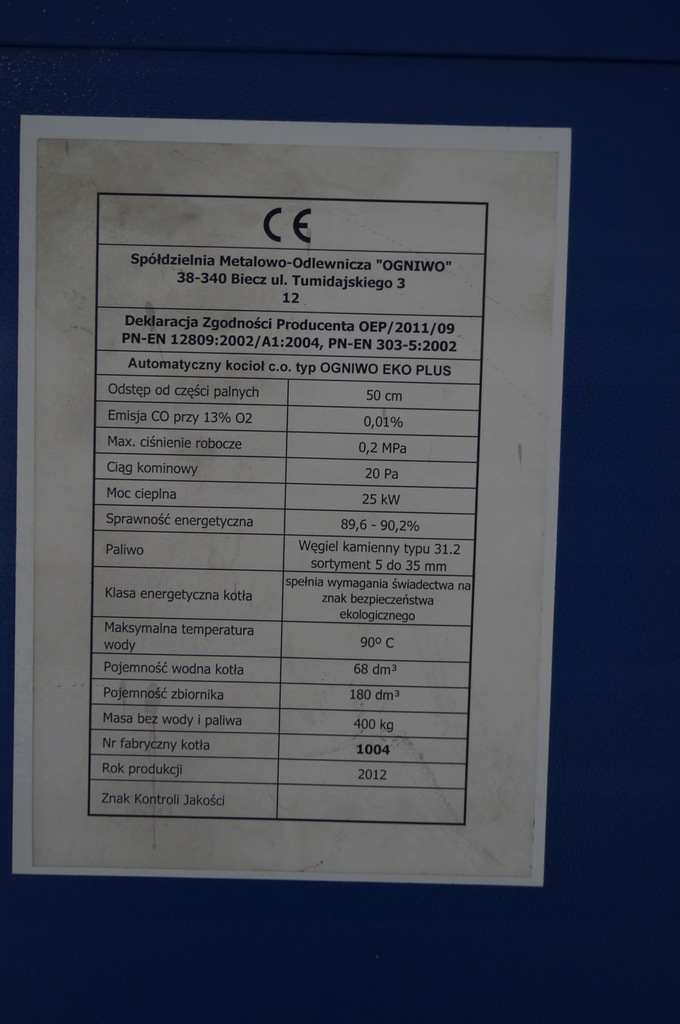 CE
Spółdzielnia Metalowo-Odlewnicza "OGNIWO"
38-340 Biecz ul. Tumidajskiego 3
12
Deklaracja Zgodności Producenta OEP/2011/09
PN-EN 12809:2002/A1:2004, PN-EN 303-5:2002
Automatyczny kocioł c.o. typ OGNIWO EKO PLUS
Odstęp od części palnych 50 cm
Emisja CO przy 13% O2 0,01%
Max. ciśnienie robocze 0,2 MPa
Ciąg kominowy 20 Pa
Moc cieplna 25 kW
Sprawność energetyczna 89,6 - 90,2%
Paliwo Węgiel kamienny typu 31.2
sortyment 5 do 35 mm
Klasa energetyczna kotła spełnia wymagania świadectwa na
znak bezpieczeństwa
ekologicznego
Maksymalna temperatura
wody 90º C
Pojemność wodna kotła 68 dm³
Pojemność zbiornika 180 dm³
Masa bez wody i paliwa 400 kg
Nr fabryczny kotła 1004
Rok produkcji 2012
Znak Kontroli Jakości